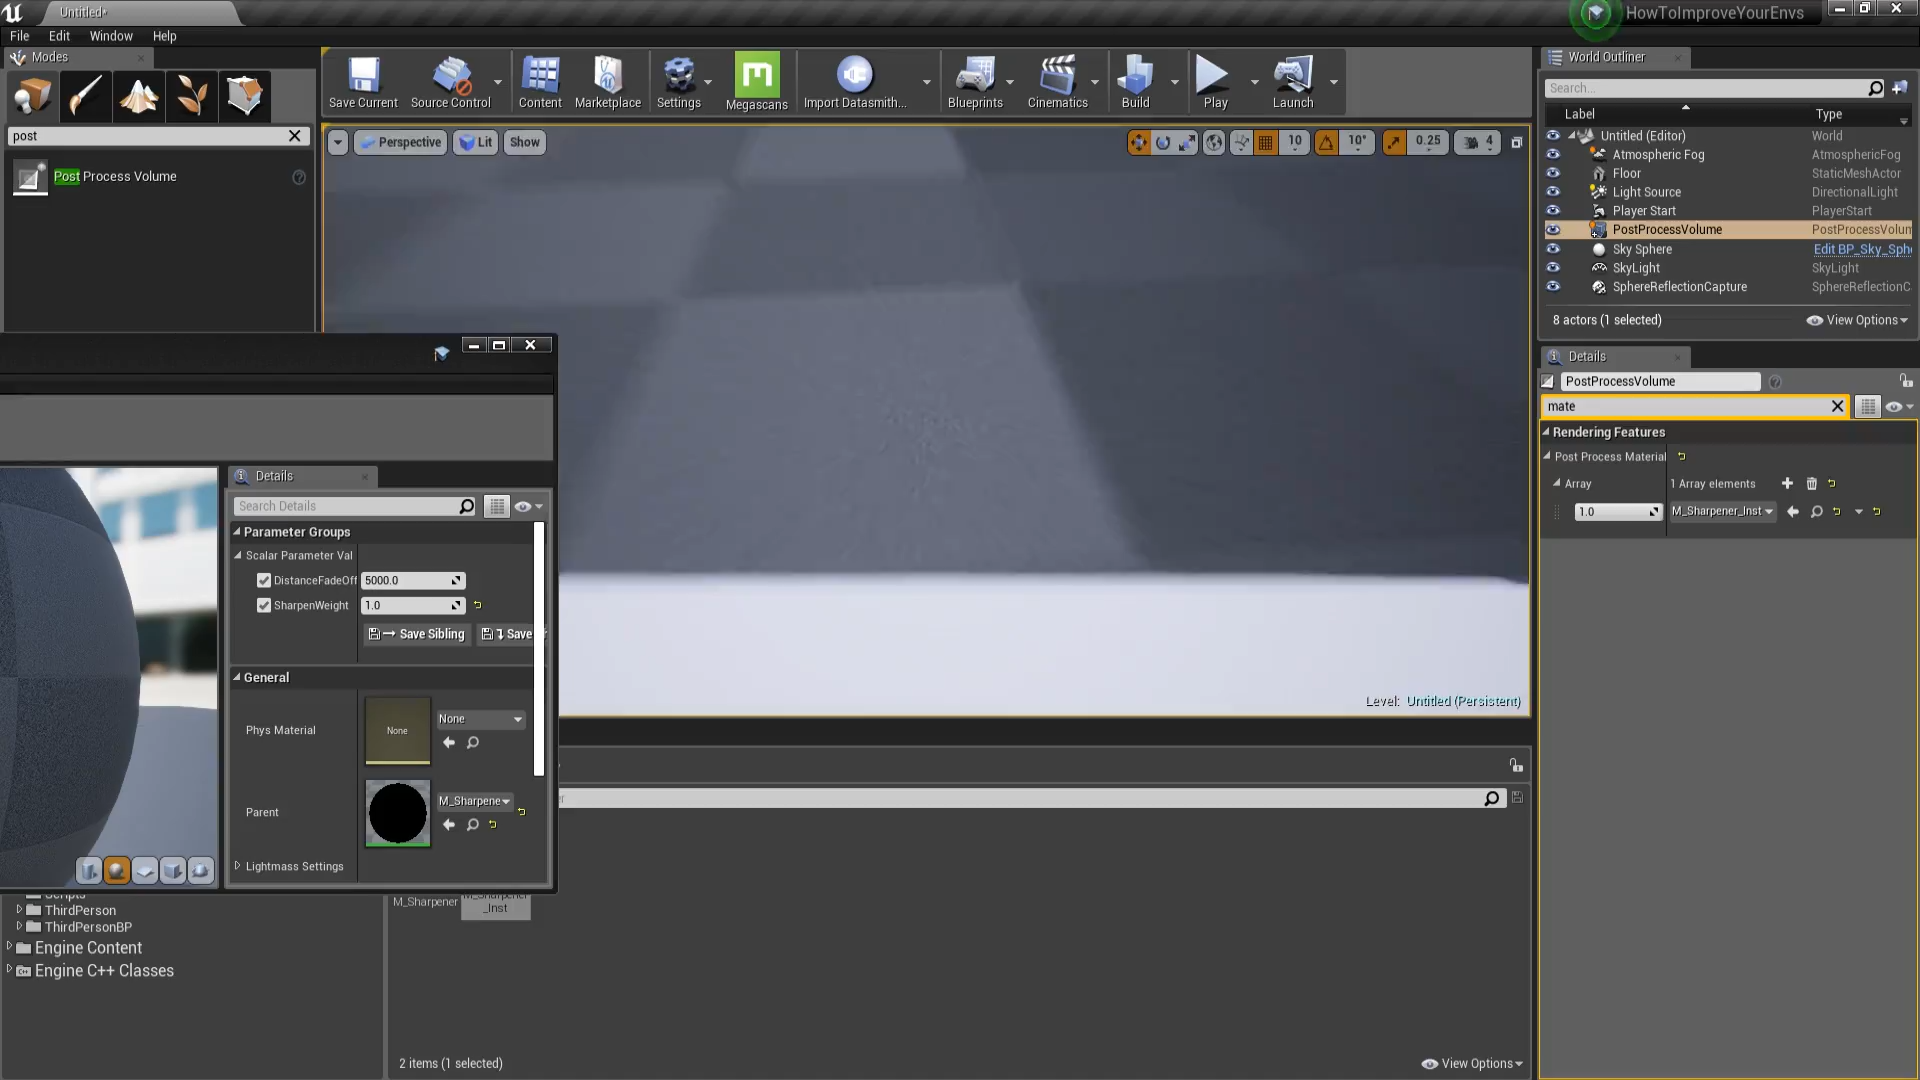 Untitled*
HowToImproveYourEnvs
File Edit Window Help
Modes
World Outliner
Save Current
Source Control
Content
Marketplace
Settings
Megascans
Import Datasmith...
Blueprints
Cinematics
Build
Play
Launch
Search...
Label Type
post
Perspective Lit Show
10 10° 0.25 4
Untitled (Editor) World
Atmospheric Fog AtmosphericFog
Floor StaticMeshActor
Light Source DirectionalLight
Player Start PlayerStart
PostProcessVolume PostProcessVolum
Sky Sphere Edit BP_Sky_Sph
SkyLight SkyLight
SphereReflectionCapture SphereReflectionC
Post Process Volume
8 actors (1 selected) View Options
Details
PostProcessVolume
mate
Rendering Features
Post Process Material
Array 1 Array elements
1.0 M_Sharpener_Inst
Details
Search Details
Parameter Groups
Scalar Parameter Val
DistanceFadeOff 5000.0
SharpenWeight 1.0
Save Sibling Save
General
Phys Material None None
Parent M_Sharpene
Lightmass Settings
Level: Untitled (Persistent)
Scripts
ThirdPerson
ThirdPersonBP
Engine Content
Engine C++ Classes
M_Sharpener
M_Sharpener
_Inst
2 items (1 selected) View Options